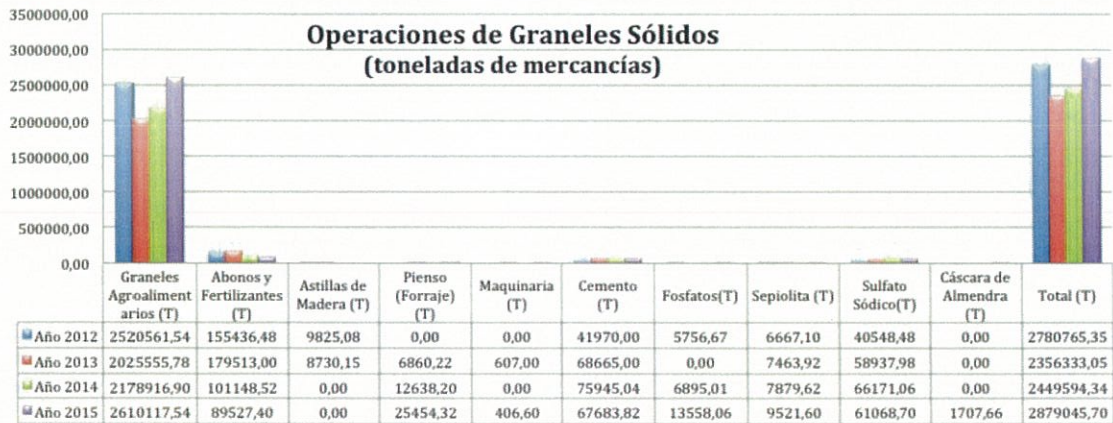 Operaciones de Graneles Sólidos
(toneladas de mercancías)
3500000,00
3000000,00
2500000,00
2000000,00
1500000,00
1000000,00
500000,00
0,00
Graneles Agroaliment arios (T) Abonos y Fertilizantes (T) Astillas de Madera (T) Pienso (Forraje) (T) Maquinaria (T) Cemento (T) Fosfatos(T) Sepiolita (T) Sulfato Sódico(T) Cáscara de Almendra (T) Total (T)
Año 2012 2520561,54 155436,48 9825,08 0,00 0,00 41970,00 5756,67 6667,10 40548,48 0,00 2780765,35
Año 2013 2025555,78 179513,00 8730,15 6860,22 607,00 68665,00 0,00 7463,92 58937,98 0,00 2356333,05
Año 2014 2178916,90 101148,52 0,00 12638,20 0,00 75945,04 6895,01 7879,62 66171,06 0,00 2449594,34
Año 2015 2610117,54 89527,40 0,00 25454,32 406,60 67683,82 13558,06 9521,60 61068,70 1707,66 2879045,70